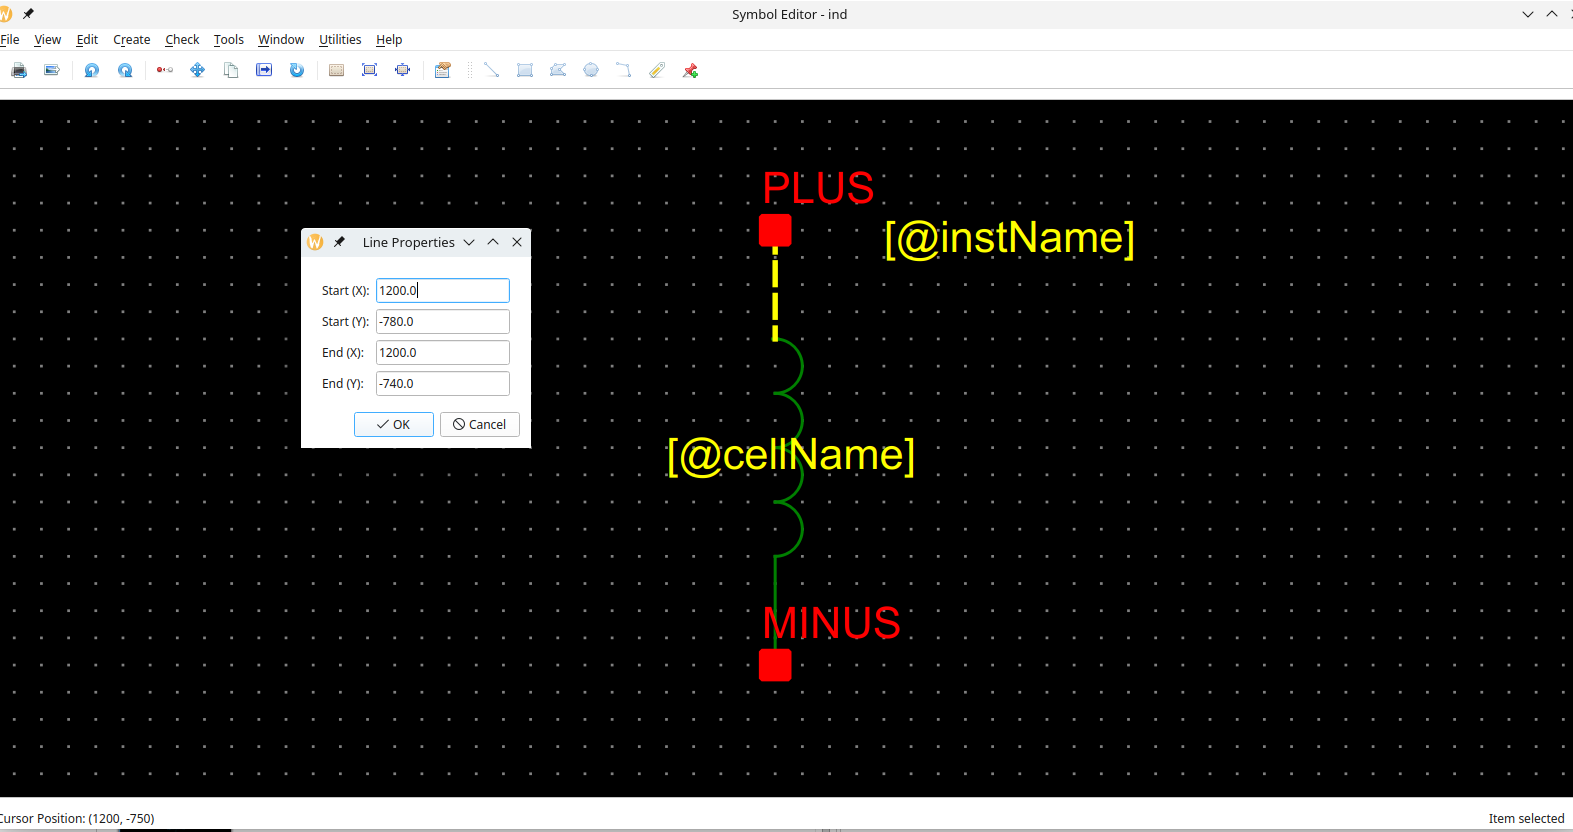 Symbol Editor - ind
File View Edit Create Check Tools Window Utilities Help
PLUS
[@instName]
Line Properties
Start (X): 1200.0
Start (Y): -780.0
End (X): 1200.0
End (Y): -740.0
OK Cancel
[@cellName]
MINUS
Cursor Position: (1200, -750) Item selected